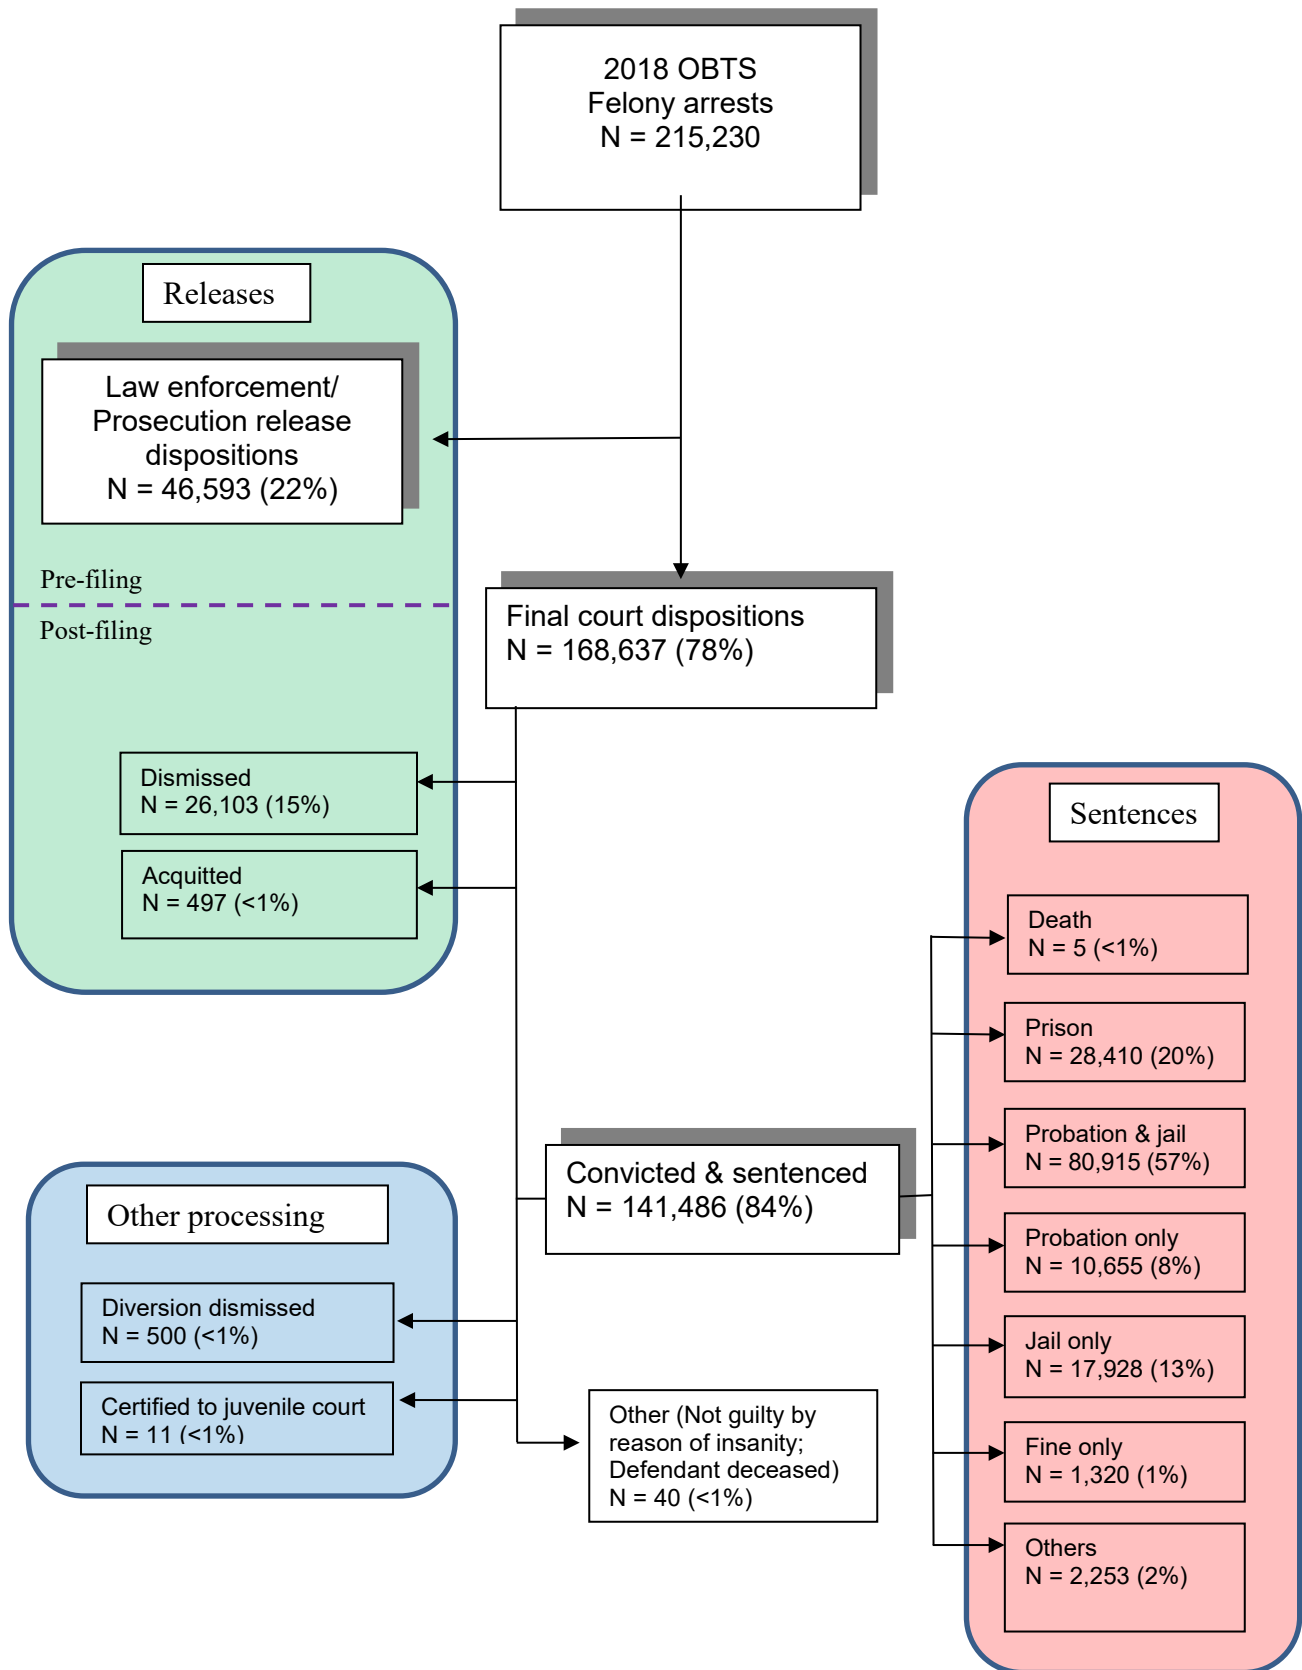 2018 OBTS
Felony arrests
N = 215,230
Releases
Law enforcement/
Prosecution release
dispositions
N = 46,593 (22%)
Pre-filing
Post-filing
Final court dispositions
N = 168,637 (78%)
Dismissed
N = 26,103 (15%)
Acquitted
N = 497 (<1%)
Sentences
Death
N = 5 (<1%)
Prison
N = 28,410 (20%)
Probation & jail
N = 80,915 (57%)
Probation only
N = 10,655 (8%)
Jail only
N = 17,928 (13%)
Fine only
N = 1,320 (1%)
Others
N = 2,253 (2%)
Convicted & sentenced
N = 141,486 (84%)
Other processing
Diversion dismissed
N = 500 (<1%)
Certified to juvenile court
N = 11 (<1%)
Other (Not guilty by
reason of insanity;
Defendant deceased)
N = 40 (<1%)